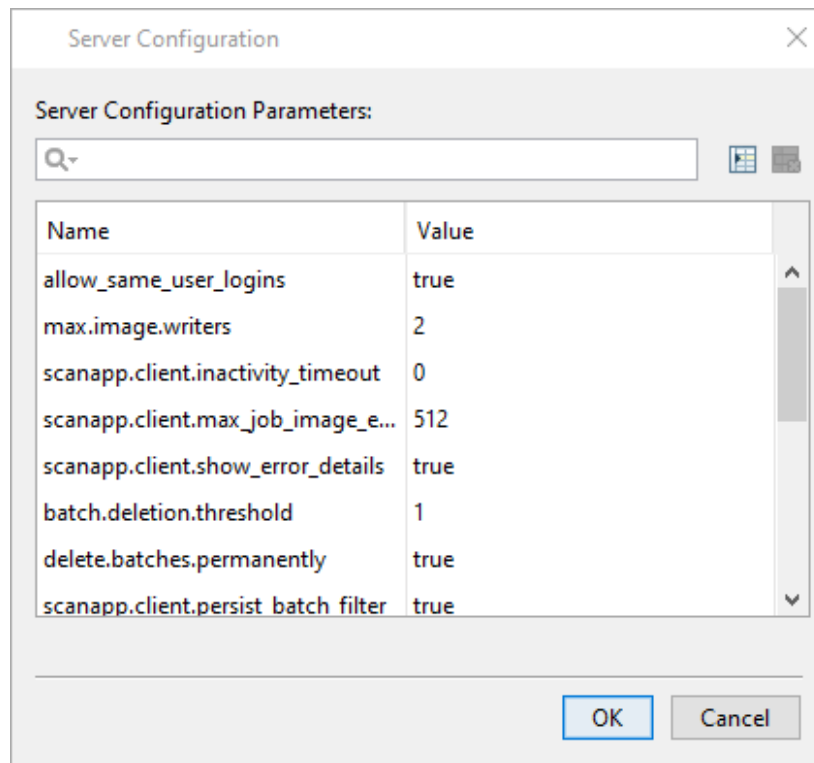 Server Configuration
Server Configuration Parameters:
Name Value
allow_same_user_logins true
max.image.writers 2
scanapp.client.inactivity_timeout 0
scanapp.client.max_job_image_e... 512
scanapp.client.show_error_details true
batch.deletion.threshold 1
delete.batches.permanently true
scanapp.client.persist_batch_filter true
OK Cancel